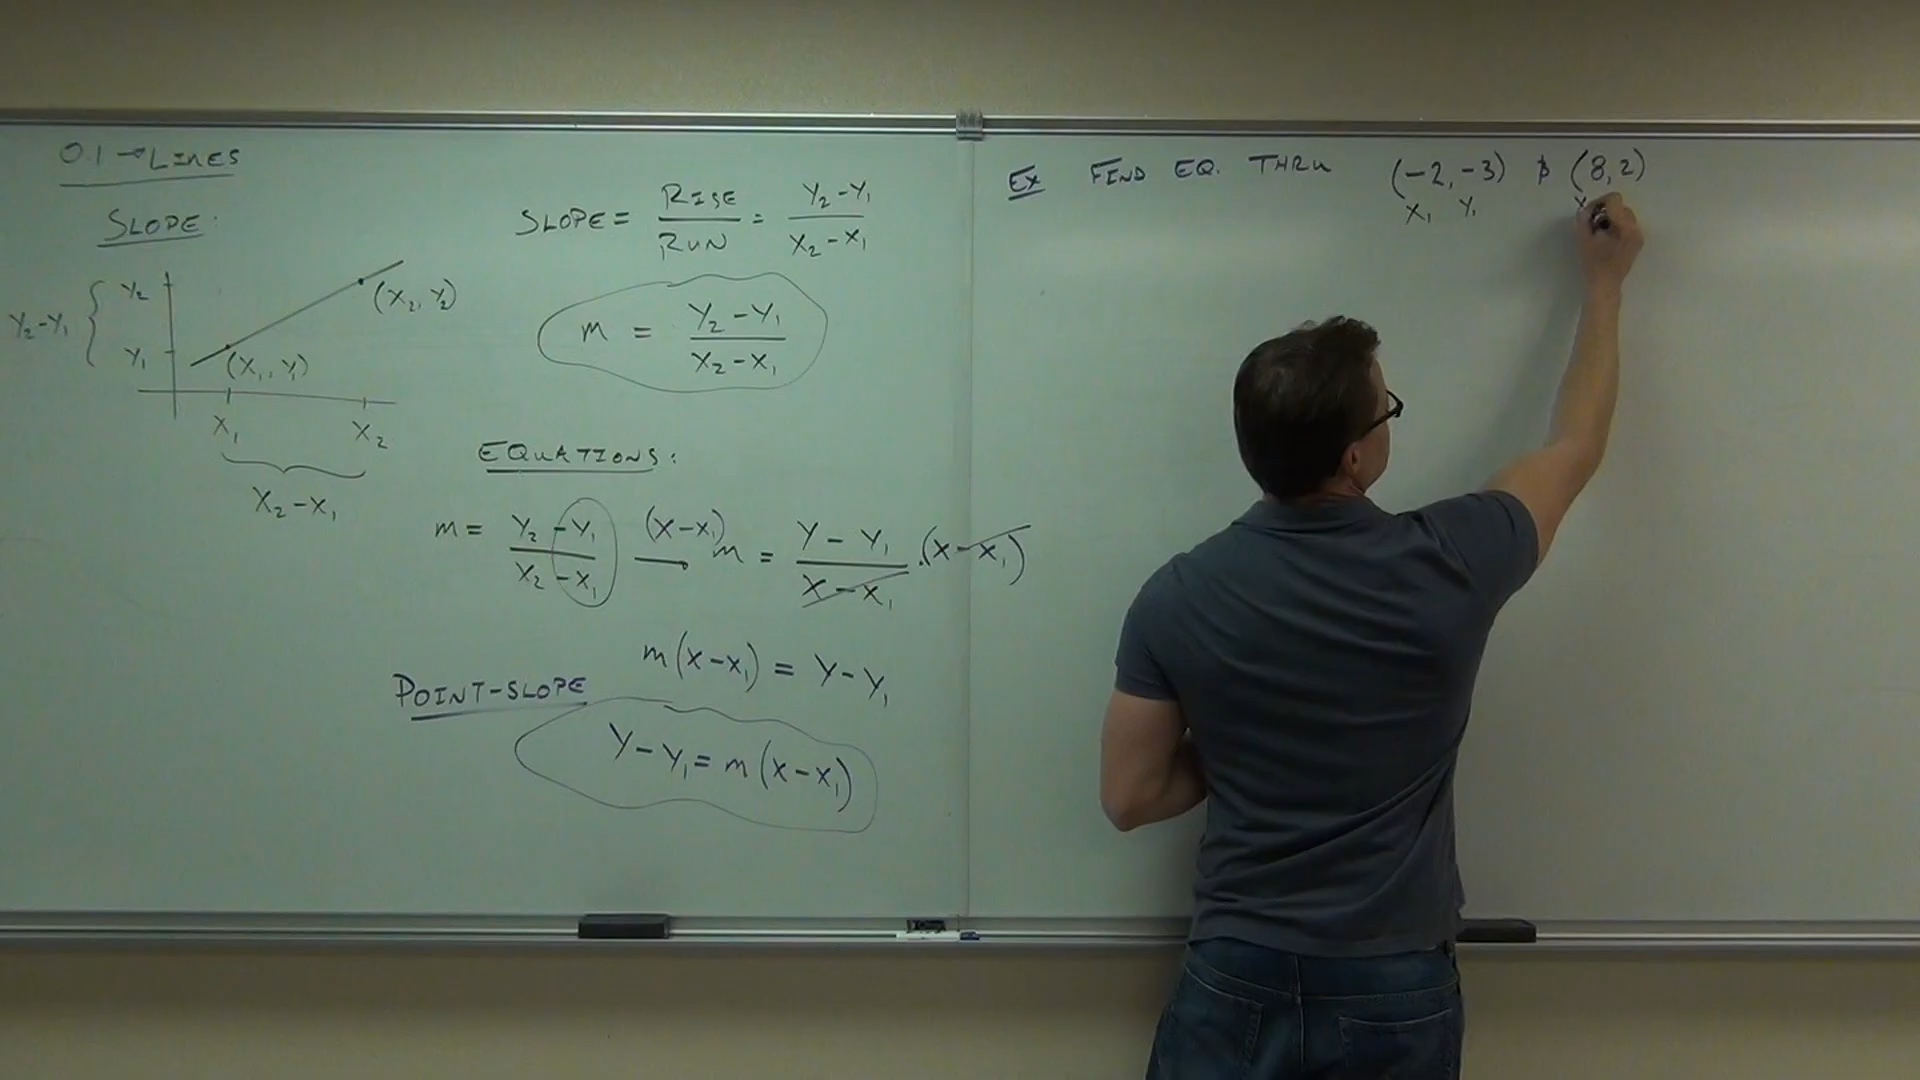 0.1 → LINES
SLOPE:
Y₂-Y₁ { Y₂
Y₁
(X₂, Y₂)
(X₁, Y₁)
X₁ X₂
X₂-X₁
SLOPE = RISE/RUN = (Y₂-Y₁)/(X₂-X₁)
m = (Y₂-Y₁)/(X₂-X₁)
EQUATIONS:
m = (Y₂-Y₁)/(X₂-X₁) → (X-X₁) m = (Y-Y₁)/(X-X₁) · (X-X₁)
m(X-X₁) = Y-Y₁
POINT-SLOPE
Y-Y₁ = m(X-X₁)
EX FIND EQ. THRU (-2,-3) & (8,2)
X₁ Y₁ X